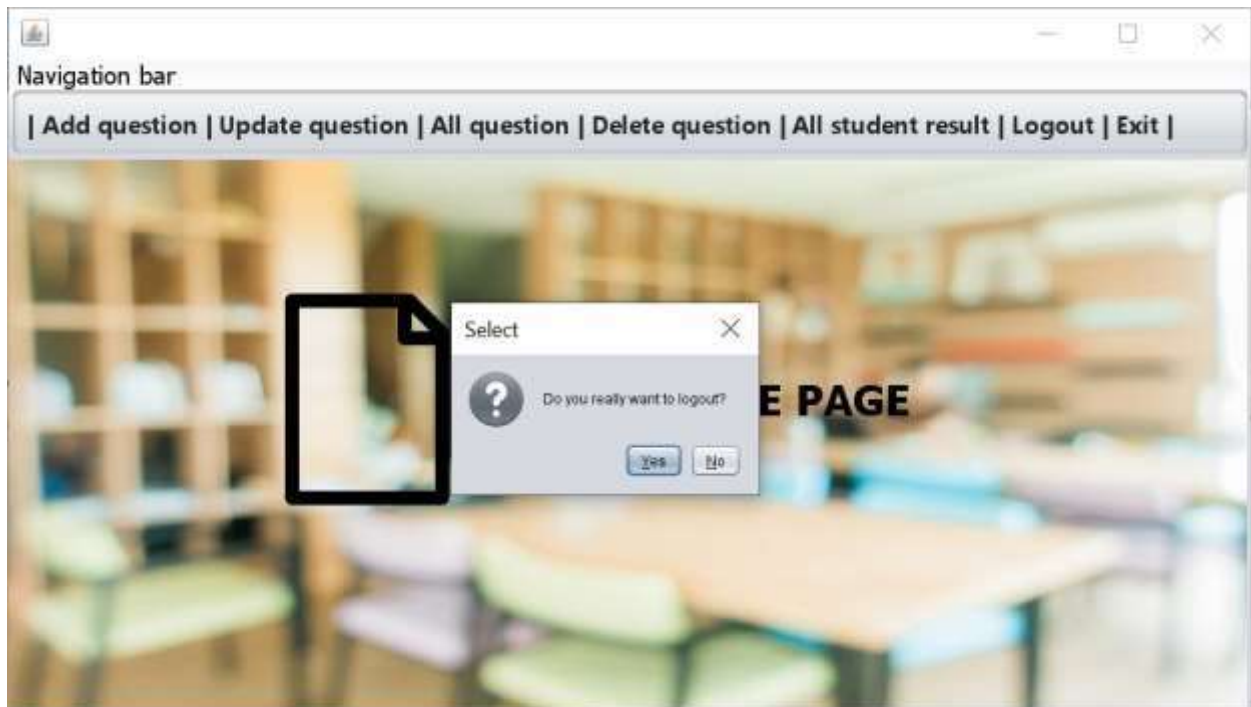 Navigation bar
| Add question | Update question | All question | Delete question | All student result | Logout | Exit |
Select
Do you really want to logout?
E PAGE
Yes No